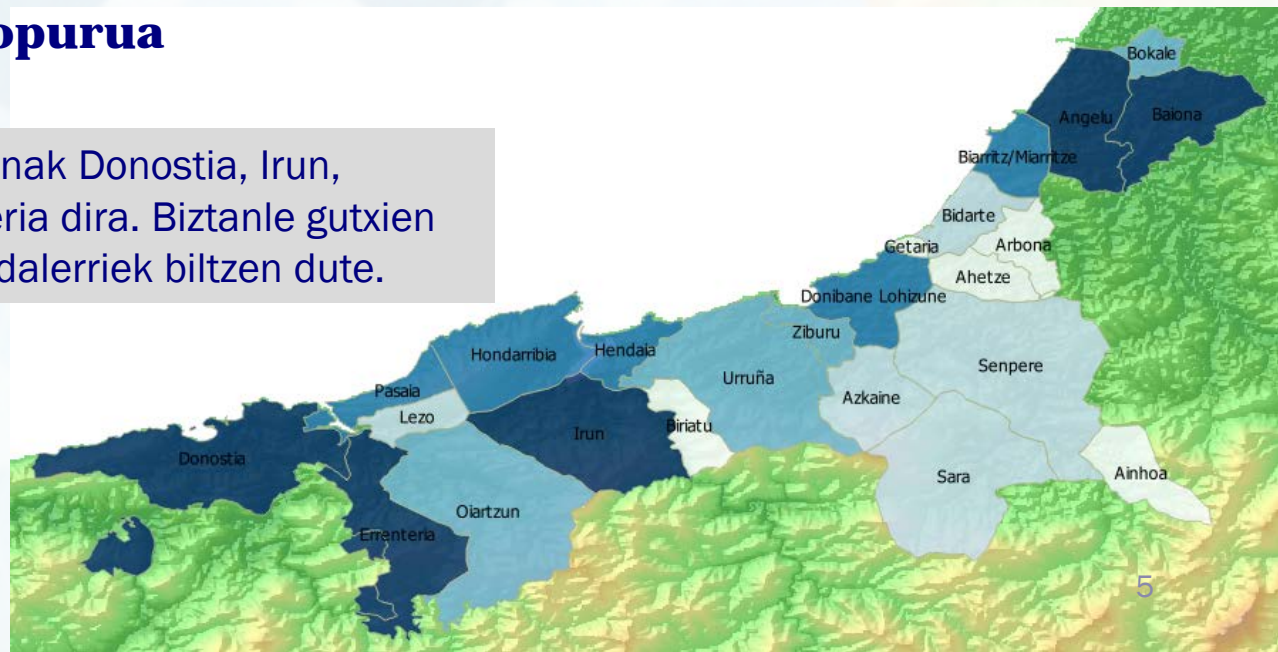 opurua
nak Donostia, Irun,
eria dira. Biztanle gutxien
dalerriek biltzen dute.
Bokale
Angelu
Baiona
Biarritz/Miarritze
Bidarte
Getaria
Arbona
Ahetze
Donibane Lohizune
Ziburu
Hondarribia
Hendaia
Urruña
Senpere
Pasaia
Azkaine
Lezo
Irun
Biriatu
Donostia
Sara
Ainhoa
Oiartzun
Errenteria
5